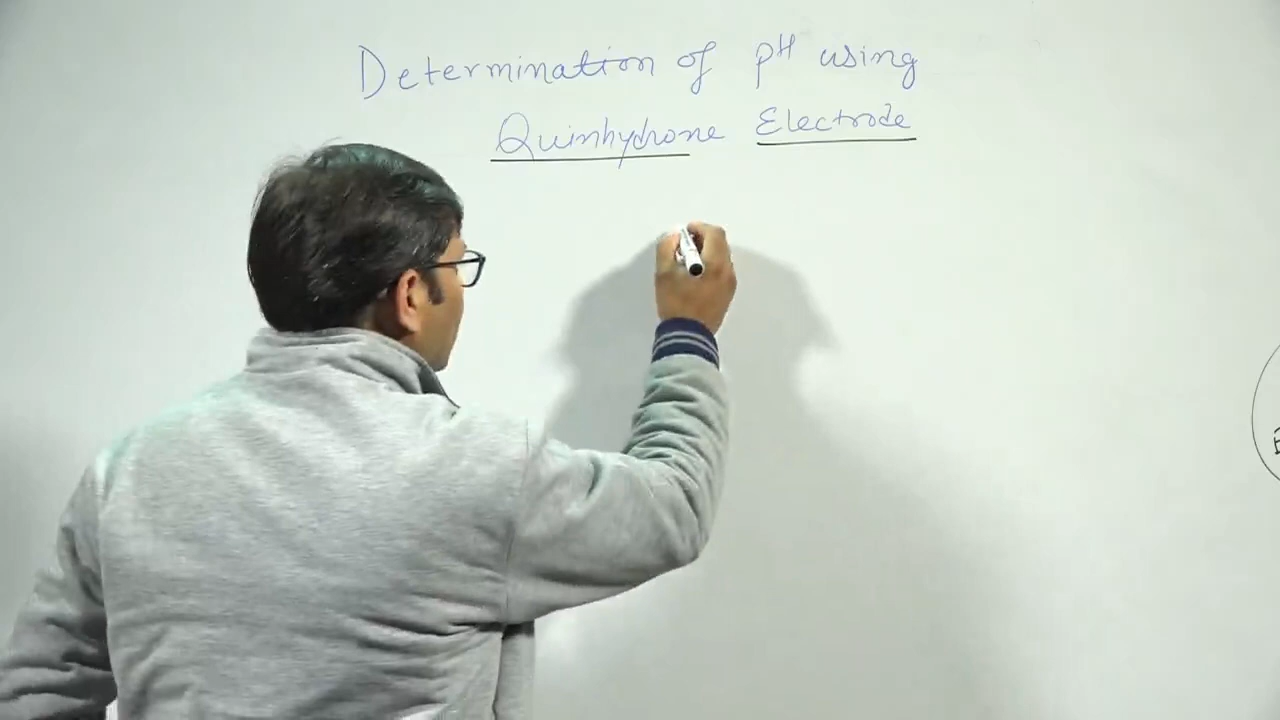 Determination of pH using
Quinhydrone Electrode